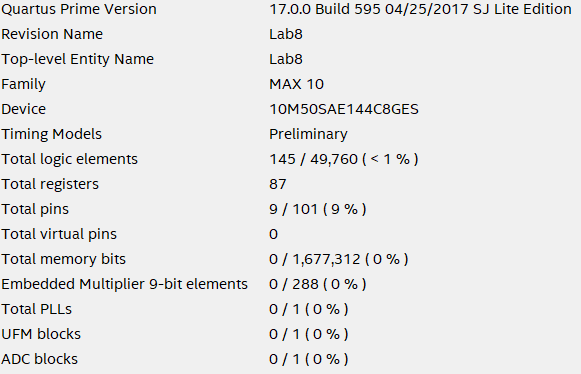 Quartus Prime Version 17.0.0 Build 595 04/25/2017 SJ Lite Edition
Revision Name Lab8
Top-level Entity Name Lab8
Family MAX 10
Device 10M50SAE144C8GES
Timing Models Preliminary
Total logic elements 145 / 49,760 ( < 1 % )
Total registers 87
Total pins 9 / 101 ( 9 % )
Total virtual pins 0
Total memory bits 0 / 1,677,312 ( 0 % )
Embedded Multiplier 9-bit elements 0 / 288 ( 0 % )
Total PLLs 0 / 1 ( 0 % )
UFM blocks 0 / 1 ( 0 % )
ADC blocks 0 / 1 ( 0 % )